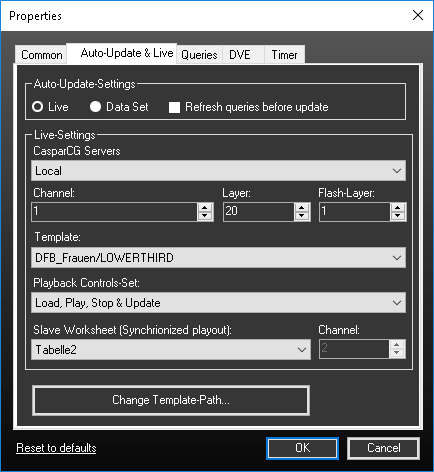 Properties
Common Auto-Update & Live Queries DVE Timer
Auto-Update-Settings
Live Data Set Refresh queries before update
Live-Settings
CasparCG Servers
Local
Channel: Layer: Flash-Layer:
1 20 1
Template:
DFB_Frauen/LOWERTHIRD
Playback Controls-Set:
Load, Play, Stop & Update
Slave Worksheet (Synchrionized playout): Channel:
Tabelle2 2
Change Template-Path...
Reset to defaults OK Cancel